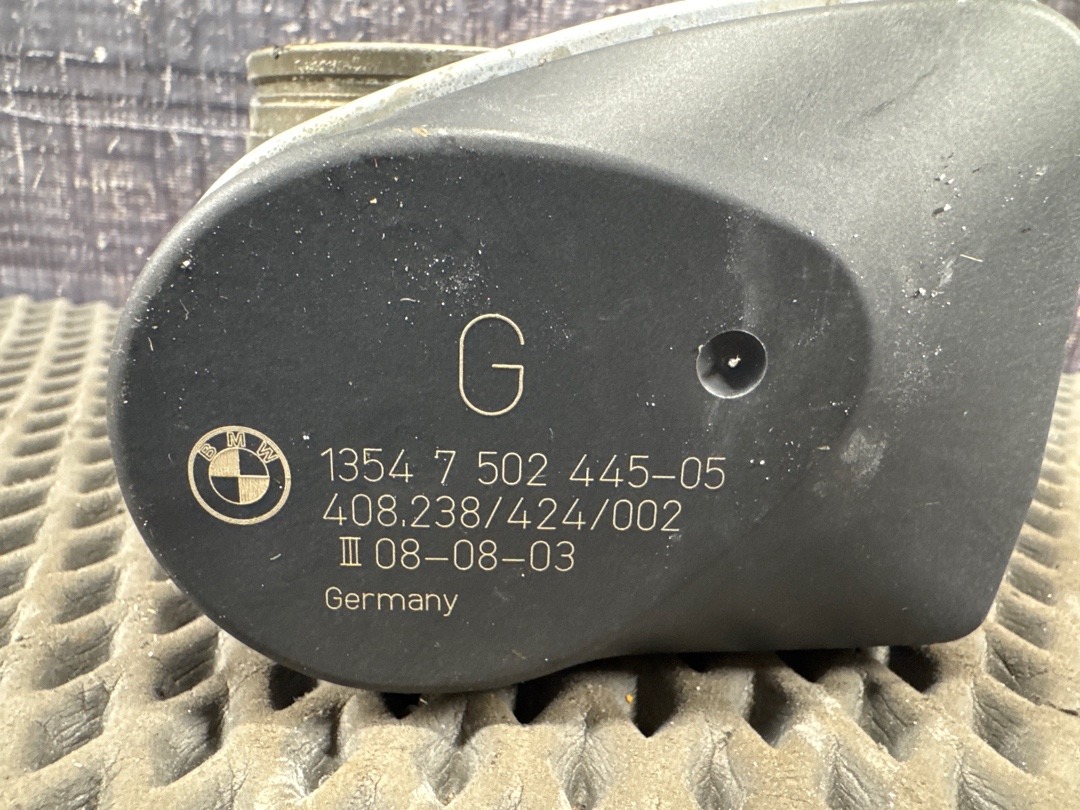 G
BMW
1354 7 502 445-05
408.238/424/002
III 08-08-03
Germany